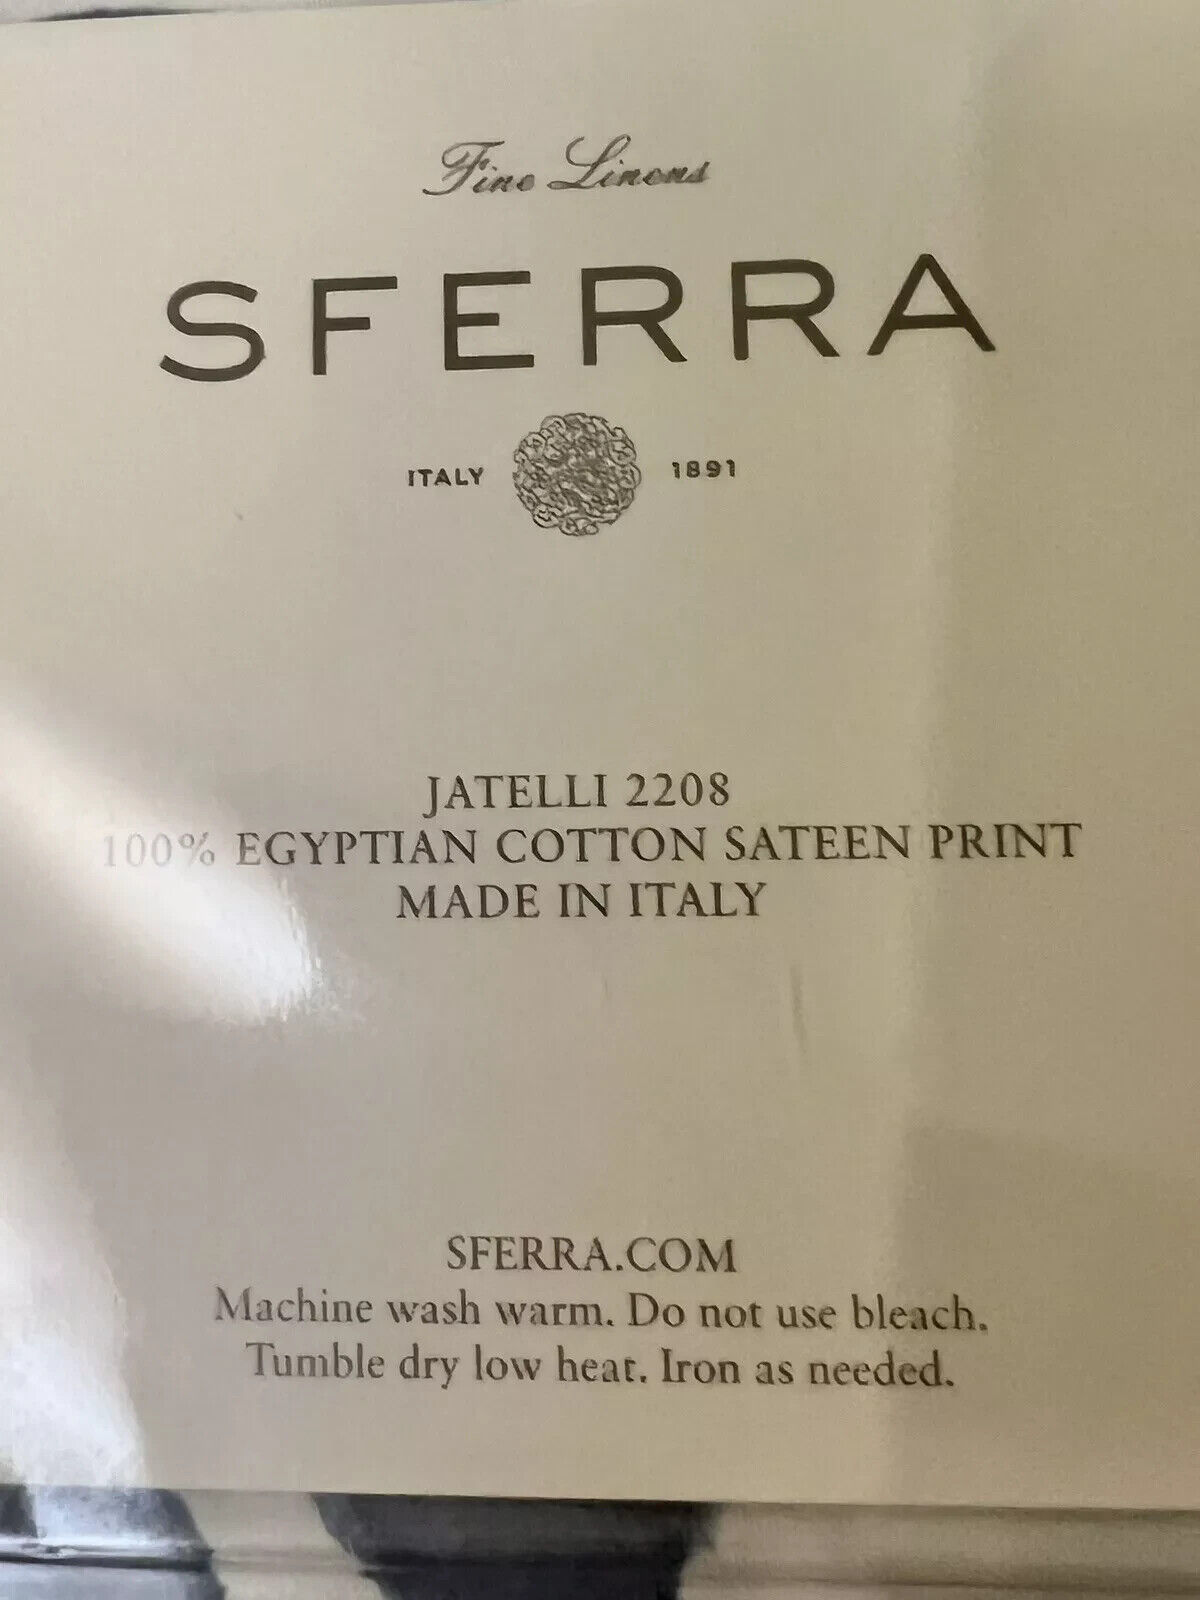 Fine Linens
SFERRA
ITALY 1891
JATELLI 2208
100% EGYPTIAN COTTON SATEEN PRINT
MADE IN ITALY
SFERRA.COM
Machine wash warm. Do not use bleach.
Tumble dry low heat. Iron as needed.